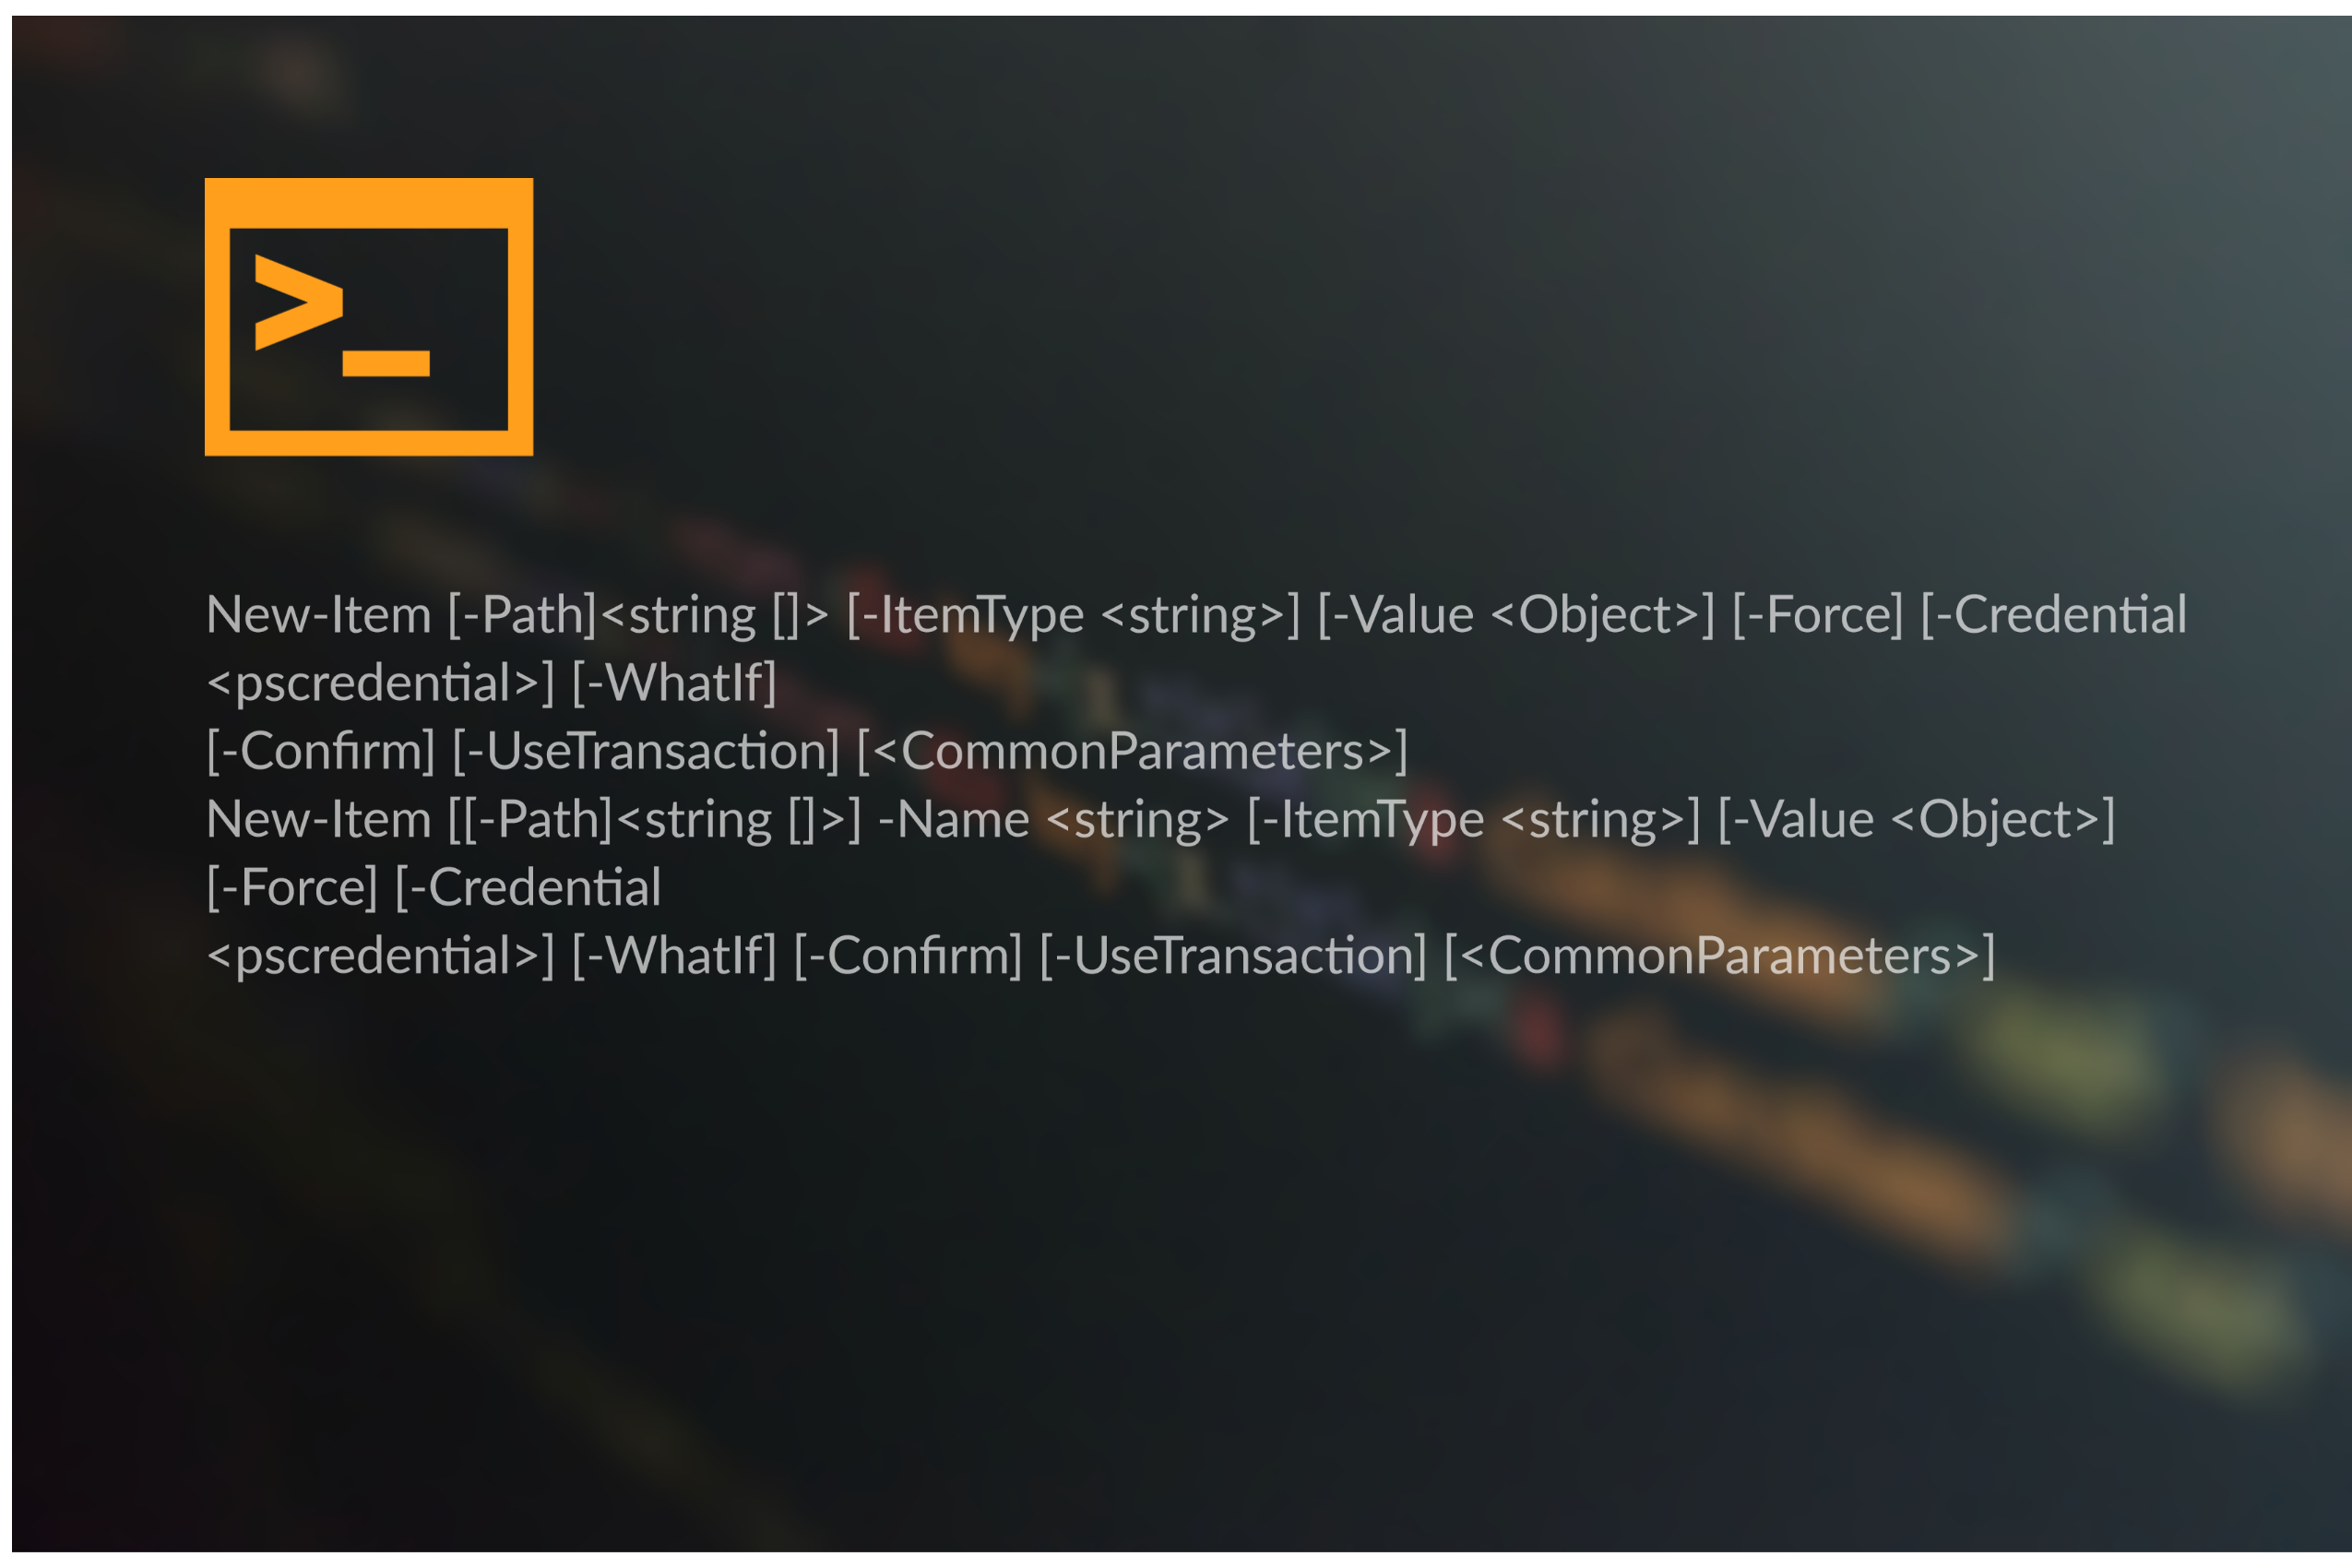 >_
New-Item [-Path]<string []> [-ItemType <string>] [-Value <Object>] [-Force] [-Credential
<pscredential>] [-WhatIf]
[-Confirm] [-UseTransaction] [<CommonParameters>]
New-Item [[-Path]<string []>] -Name <string> [-ItemType <string>] [-Value <Object>]
[-Force] [-Credential
<pscredential>] [-WhatIf] [-Confirm] [-UseTransaction] [<CommonParameters>]